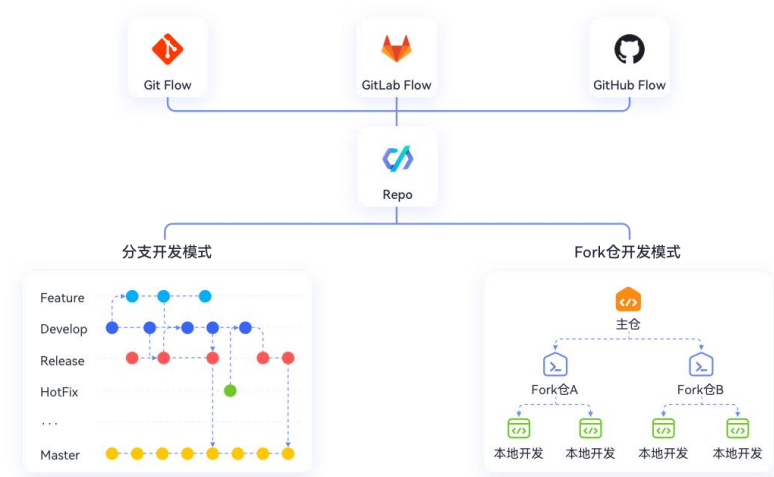 Git Flow
GitLab Flow
GitHub Flow
Repo
分支开发模式
Fork仓开发模式
Feature
Develop
Release
HotFix
...
Master
主仓
Fork仓A
Fork仓B
本地开发
本地开发
本地开发
本地开发